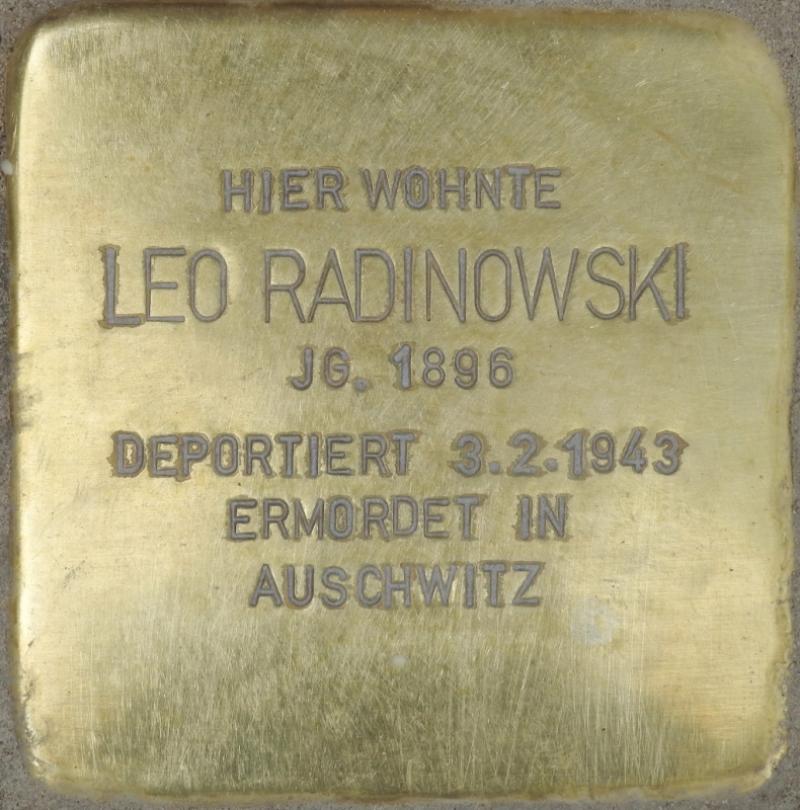 HIER WOHNTE
LEO RADINOWSKI
JG. 1896
DEPORTIERT 3.2.1943
ERMORDET IN
AUSCHWITZ